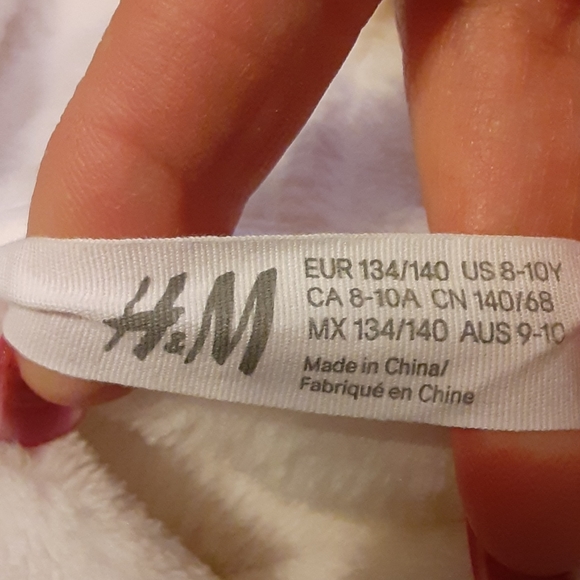 H&M
EUR 134/140 US 8-10Y
CA 8-10A CN 140/68
MX 134/140 AUS 9-10
Made in China/
Fabriqué en Chine